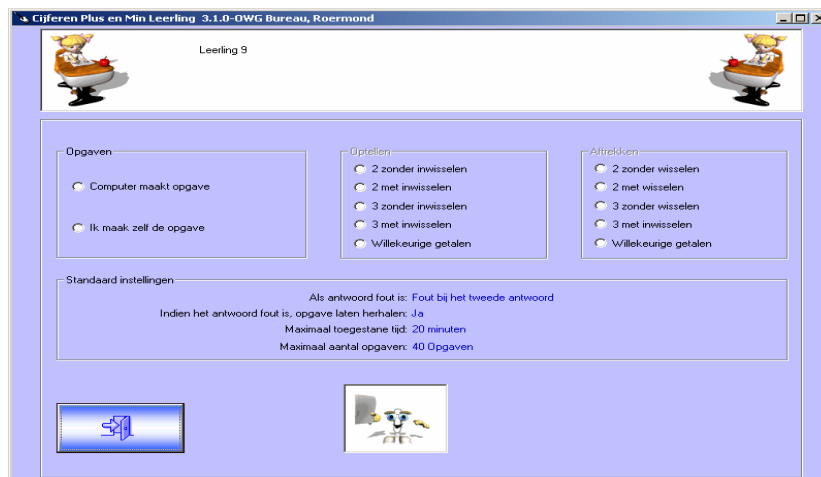 Cijferen Plus en Min Leerling 3.1.0-OWG Bureau, Roermond
Leerling 9
Opgaven
Computer maakt opgave
Ik maak zelf de opgave
Optellen
2 zonder inwisselen
2 met inwisselen
3 zonder inwisselen
3 met inwisselen
Willekeurige getalen
Aftrekken
2 zonder wisselen
2 met wisselen
3 zonder wisselen
3 met inwisselen
Willekeurige getalen
Standaard instellingen
Als antwoord fout is: Fout bij het tweede antwoord
Indien het antwoord fout is, opgave laten herhalen: Ja
Maximaal toegestane tijd: 20 minuten
Maximaal aantal opgaven: 40 Opgaven